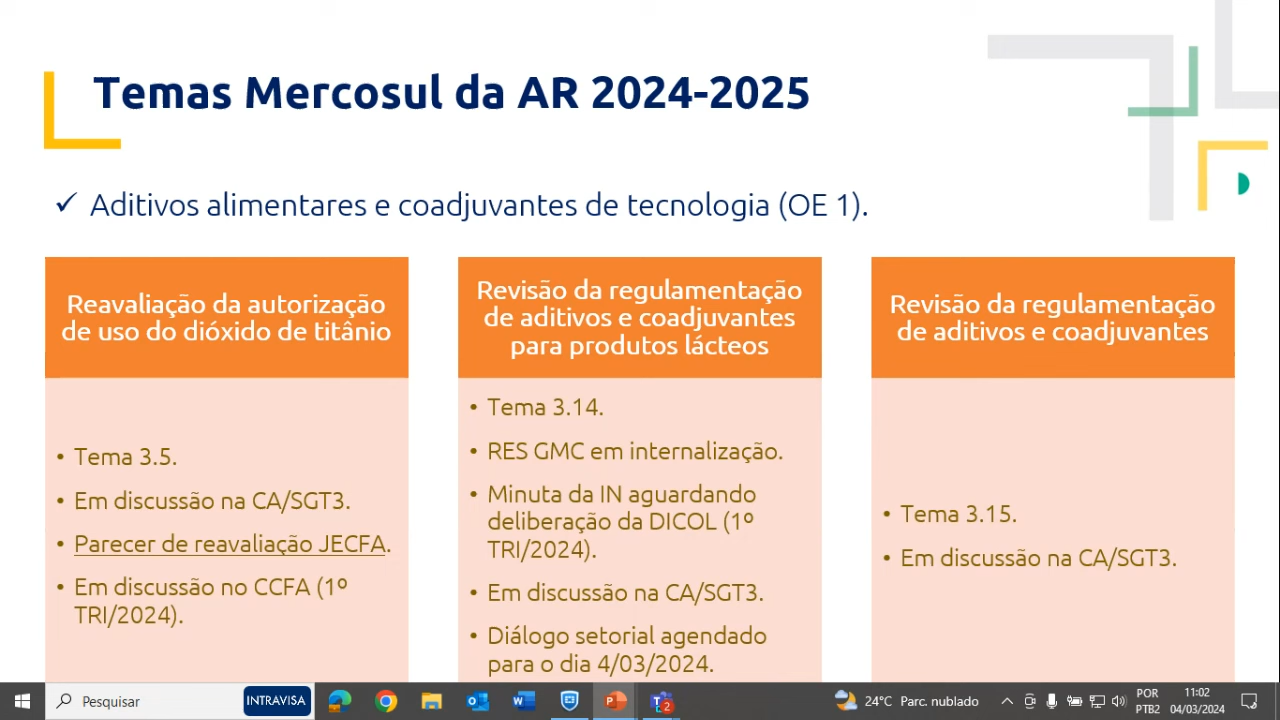 Temas Mercosul da AR 2024-2025
✓ Aditivos alimentares e coadjuvantes de tecnologia (OE 1).
Reavaliação da autorização
de uso do dióxido de titânio
• Tema 3.5.
• Em discussão na CA/SGT3.
• Parecer de reavaliação JECFA.
• Em discussão no CCFA (1º
TRI/2024).
Revisão da regulamentação
de aditivos e coadjuvantes
para produtos lácteos
• Tema 3.14.
• RES GMC em internalização.
• Minuta da IN aguardando
deliberação da DICOL (1º
TRI/2024).
• Em discussão na CA/SGT3.
• Diálogo setorial agendado
para o dia 4/03/2024.
Revisão da regulamentação
de aditivos e coadjuvantes
• Tema 3.15.
• Em discussão na CA/SGT3.
Pesquisar
INTRAVISA
2
24°C Parc. nublado
POR
PTB2
11:02
04/03/2024